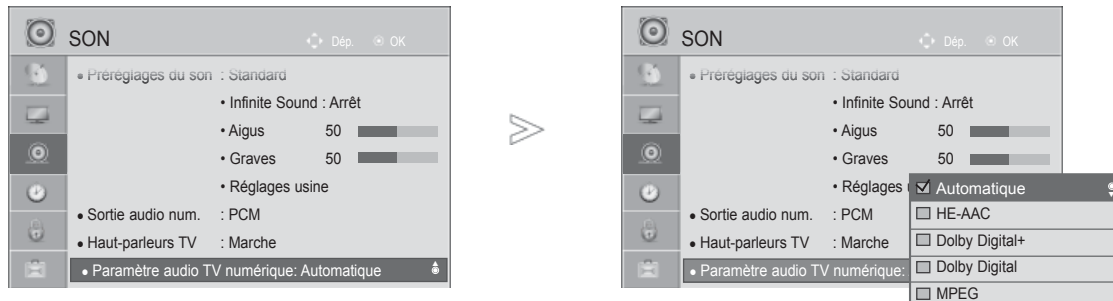 SON
Dép. OK
• Préréglages du son : Standard
• Infinite Sound : Arrêt
• Aigus 50
• Graves 50
• Réglages usine
• Sortie audio num. : PCM
• Haut-parleurs TV : Marche
• Paramètre audio TV numérique: Automatique
SON
Dép. OK
• Préréglages du son : Standard
• Infinite Sound : Arrêt
• Aigus 50
• Graves 50
• Réglages
• Sortie audio num. : PCM
• Haut-parleurs TV : Marche
• Paramètre audio TV numérique:
Automatique
HE-AAC
Dolby Digital+
Dolby Digital
MPEG